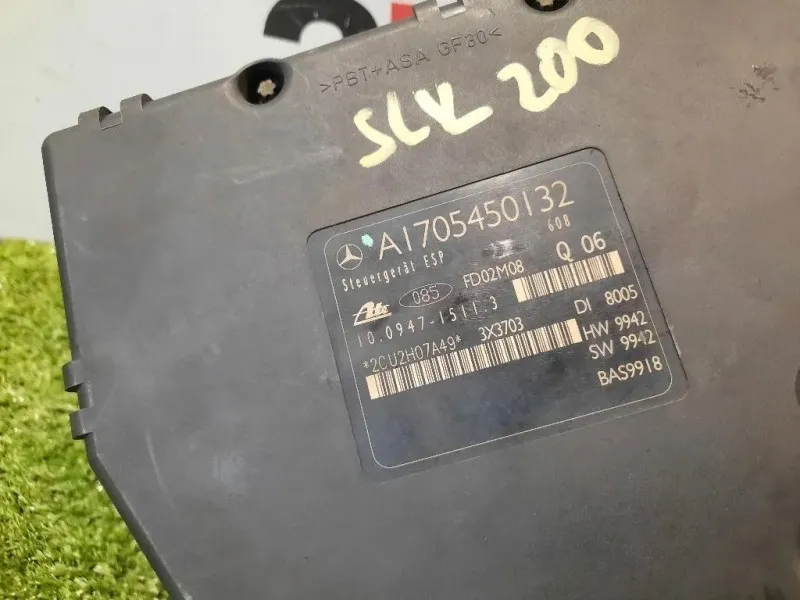 >PBT+ASA GF30<
SLK 200
A1705450132
608
Steuergerät ESP
085 FD02M08 Q 06
Ate
10.0947-1511.3
*2CU2H07A49* 3X3703 DI 8005
HW 9942
SW 9942
BAS9918